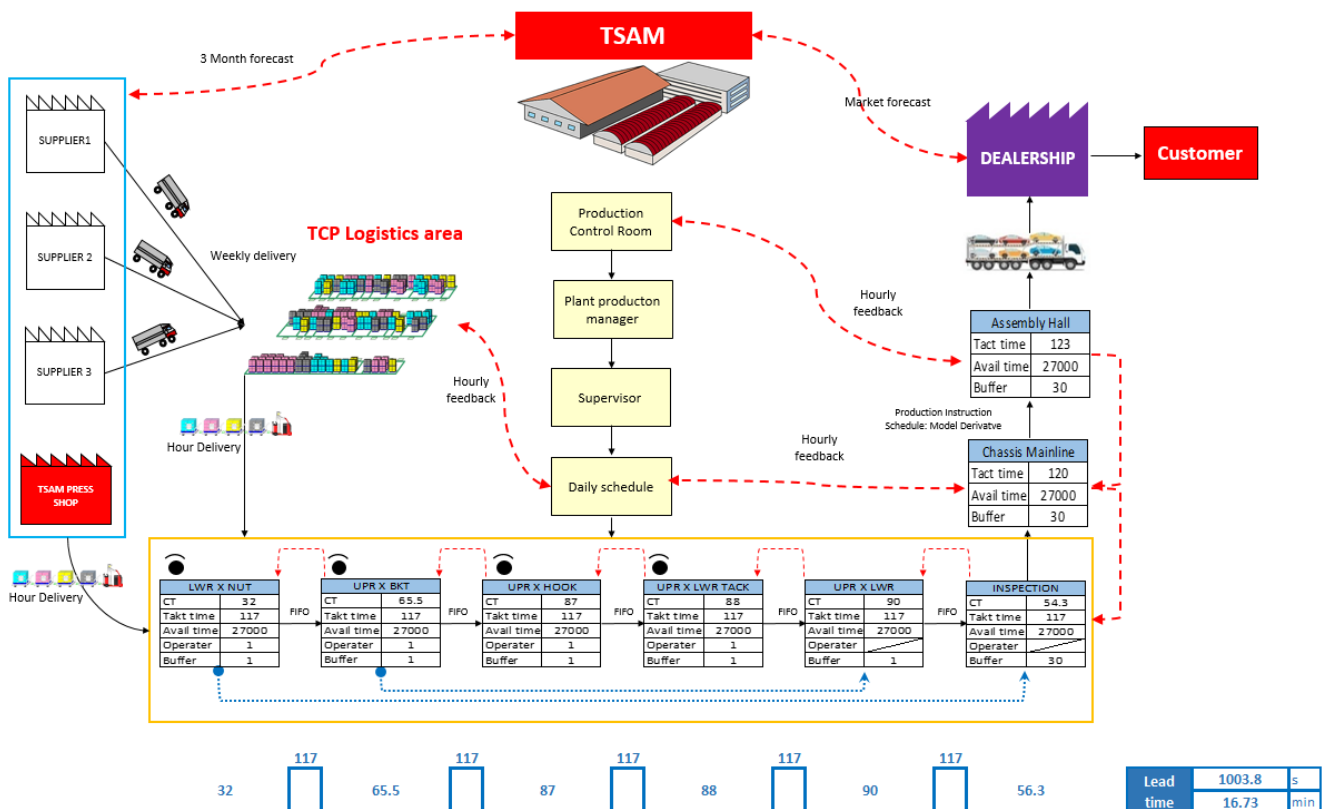 TSAM
3 Month forecast
Market forecast
SUPPLIER1
DEALERSHIP
Customer
Production
Control Room
TCP Logistics area
SUPPLIER 2
Weekly delivery
Plant producton
manager
Hourly
feedback
Assembly Hall
Tact time 123
Avail time 27000
Buffer 30
SUPPLIER 3
Hourly
feedback
Supervisor
Production Instruction
Schedule: Model Derivatve
Hour Delivery
Hourly
feedback
Chassis Mainline
Tact time 120
Avail time 27000
Buffer 30
TSAM PRESS
SHOP
Daily schedule
Hour Delivery
LWR X NUT
CT 32
Takt time 117
Avail time 27000
Operater 1
Buffer 1
FIFO
UPR X BKT
CT 65.5
Takt time 117
Avail time 27000
Operater 1
Buffer 1
FIFO
UPR X HOOK
CT 87
Takt time 117
Avail time 27000
Operater 1
Buffer 1
FIFO
UPR X LWR TACK
CT 88
Takt time 117
Avail time 27000
Operater 1
Buffer 1
FIFO
UPR X LWR
CT 90
Takt time 117
Avail time 27000
Operater
Buffer 1
FIFO
INSPECTION
CT 54.3
Takt time 117
Avail time 27000
Operater
Buffer 30
117 117 117 117 117
32 65.5 87 88 90 56.3
Lead time
1003.8 s
16.73 min